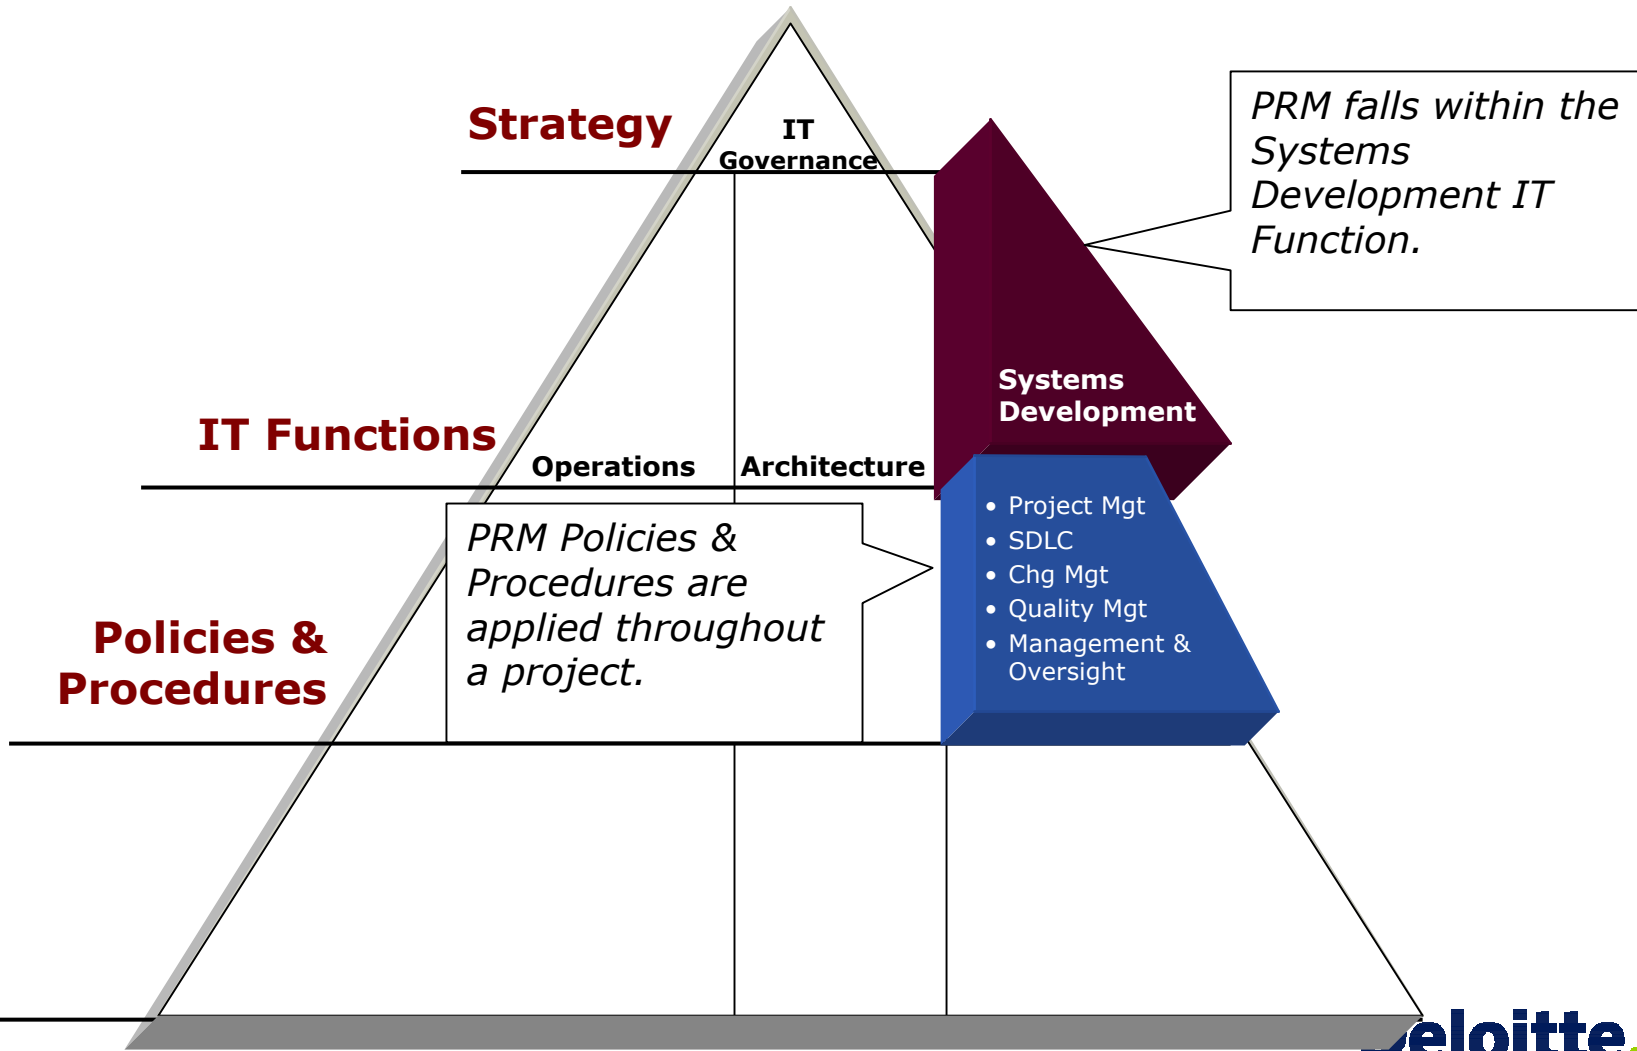 Strategy
IT
Governance
PRM falls within the
Systems
Development IT
Function.
Systems
Development
IT Functions
Operations
Architecture
PRM Policies &
Procedures are
applied throughout
a project.
• Project Mgt
• SDLC
• Chg Mgt
• Quality Mgt
• Management &
Oversight
Policies &
Procedures
Deloitte.